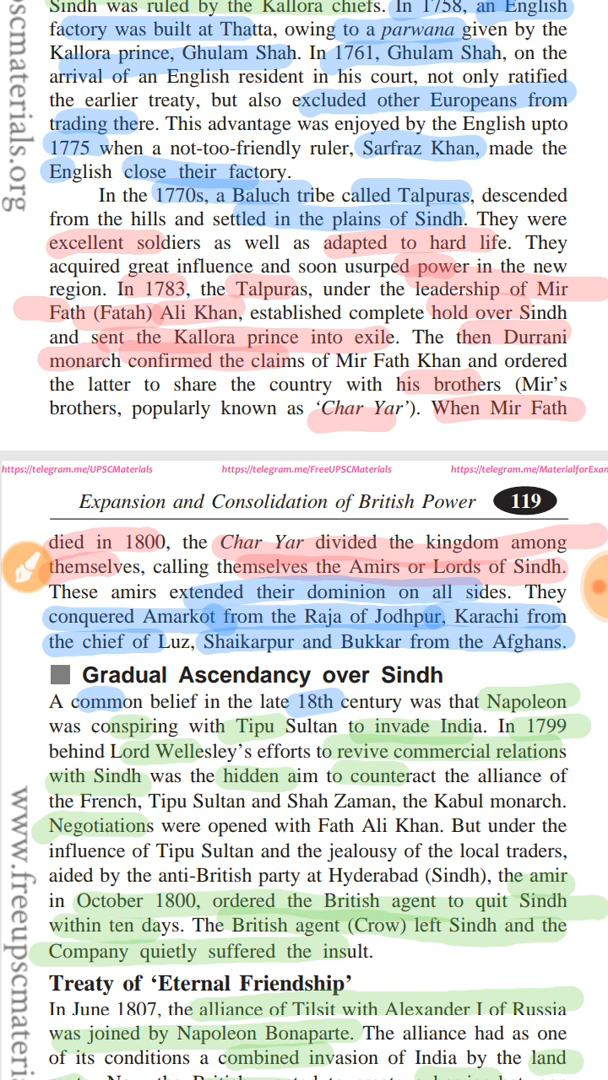 Sindh was ruled by the Kallora chiefs. In 1758, an English
factory was built at Thatta, owing to a parwana given by the
Kallora prince, Ghulam Shah. In 1761, Ghulam Shah, on the
arrival of an English resident in his court, not only ratified
the earlier treaty, but also excluded other Europeans from
trading there. This advantage was enjoyed by the English upto
1775 when a not-too-friendly ruler, Sarfraz Khan, made the
English close their factory.
In the 1770s, a Baluch tribe called Talpuras, descended
from the hills and settled in the plains of Sindh. They were
excellent soldiers as well as adapted to hard life. They
acquired great influence and soon usurped power in the new
region. In 1783, the Talpuras, under the leadership of Mir
Fath (Fatah) Ali Khan, established complete hold over Sindh
and sent the Kallora prince into exile. The then Durrani
monarch confirmed the claims of Mir Fath Khan and ordered
the latter to share the country with his brothers (Mir's
brothers, popularly known as ‘Char Yar’). When Mir Fath
https://telegram.me/UPSCMaterials https://telegram.me/FreeUPSCMaterials https://telegram.me/MaterialforExam
Expansion and Consolidation of British Power 119
died in 1800, the Char Yar divided the kingdom among
themselves, calling themselves the Amirs or Lords of Sindh.
These amirs extended their dominion on all sides. They
conquered Amarkot from the Raja of Jodhpur, Karachi from
the chief of Luz, Shaikarpur and Bukkar from the Afghans.
Gradual Ascendancy over Sindh
A common belief in the late 18th century was that Napoleon
was conspiring with Tipu Sultan to invade India. In 1799
behind Lord Wellesley's efforts to revive commercial relations
with Sindh was the hidden aim to counteract the alliance of
the French, Tipu Sultan and Shah Zaman, the Kabul monarch.
Negotiations were opened with Fath Ali Khan. But under the
influence of Tipu Sultan and the jealousy of the local traders,
aided by the anti-British party at Hyderabad (Sindh), the amir
in October 1800, ordered the British agent to quit Sindh
within ten days. The British agent (Crow) left Sindh and the
Company quietly suffered the insult.
Treaty of ‘Eternal Friendship’
In June 1807, the alliance of Tilsit with Alexander I of Russia
was joined by Napoleon Bonaparte. The alliance had as one
of its conditions a combined invasion of India by the land
pscmaterials.org
www.freeupscmateri